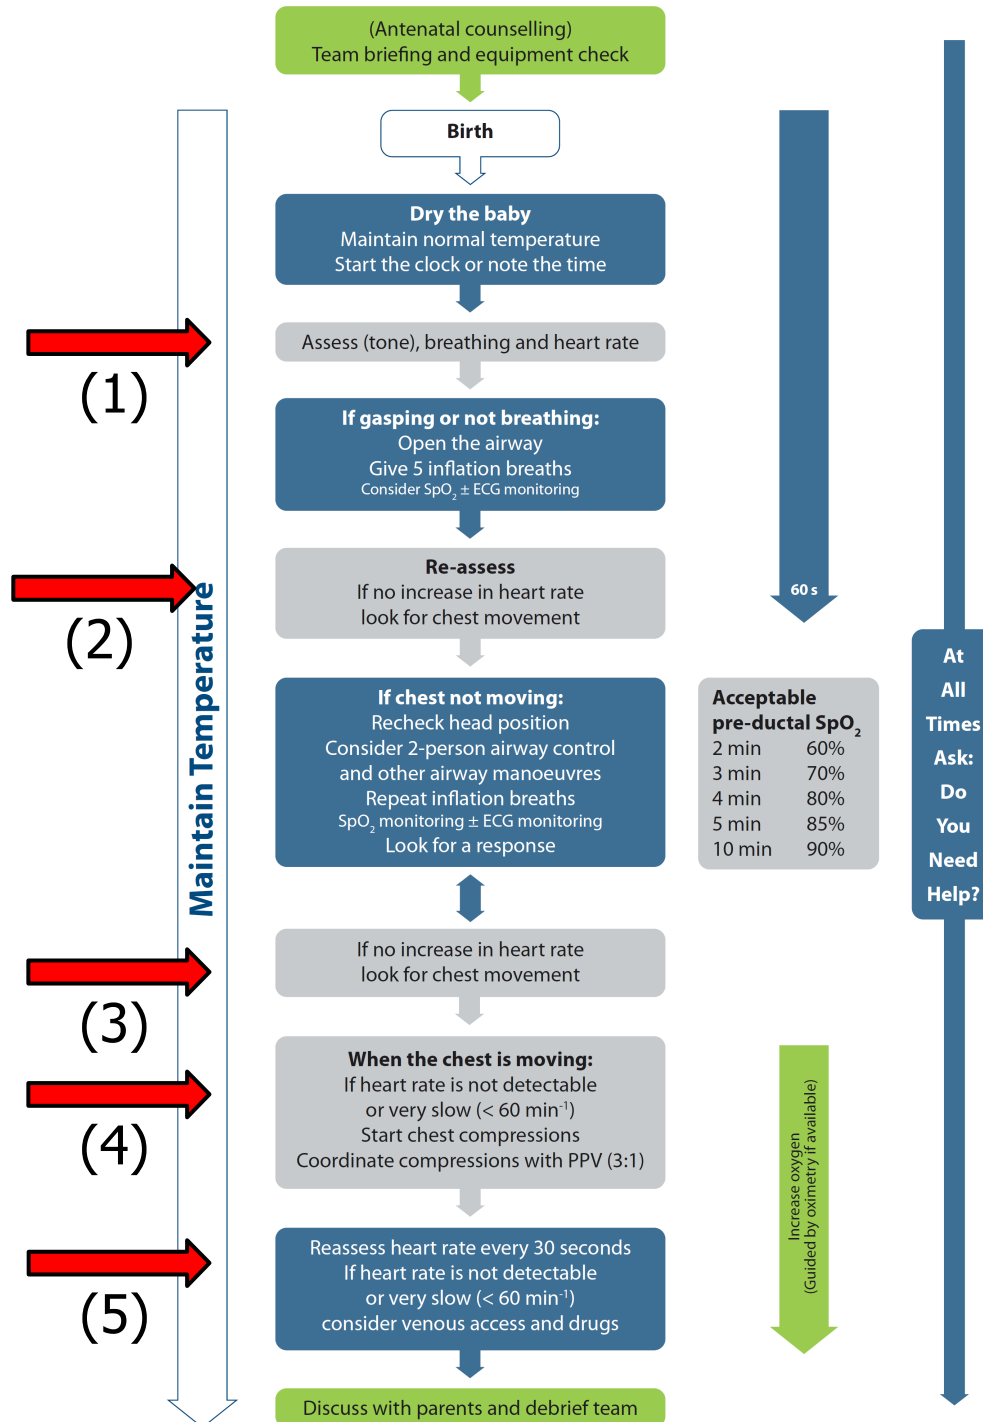 (Antenatal counselling)
Team briefing and equipment check
Birth
Dry the baby
Maintain normal temperature
Start the clock or note the time
(1)
Assess (tone), breathing and heart rate
If gasping or not breathing:
Open the airway
Give 5 inflation breaths
Consider SpO₂ ± ECG monitoring
(2)
Re-assess
If no increase in heart rate
look for chest movement
60 s
Maintain Temperature
If chest not moving:
Recheck head position
Consider 2-person airway control
and other airway manoeuvres
Repeat inflation breaths
SpO₂ monitoring ± ECG monitoring
Look for a response
Acceptable
pre-ductal SpO₂
2 min 60%
3 min 70%
4 min 80%
5 min 85%
10 min 90%
At
All
Times
Ask:
Do
You
Need
Help?
(3)
If no increase in heart rate
look for chest movement
(4)
When the chest is moving:
If heart rate is not detectable
or very slow (< 60 min⁻¹)
Start chest compressions
Coordinate compressions with PPV (3:1)
Increase oxygen
(Guided by oximetry if available)
(5)
Reassess heart rate every 30 seconds
If heart rate is not detectable
or very slow (< 60 min⁻¹)
consider venous access and drugs
Discuss with parents and debrief team